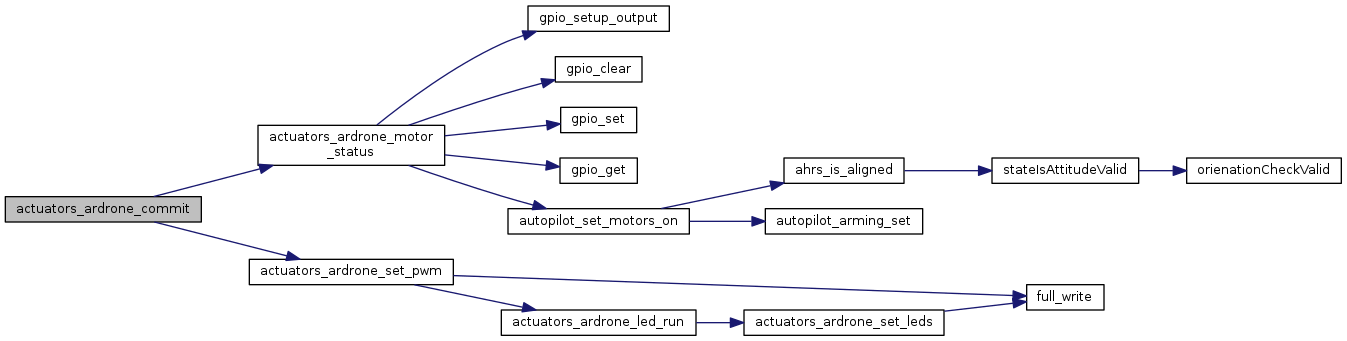 gpio_setup_output
gpio_clear
gpio_set
actuators_ardrone_motor
_status
gpio_get
ahrs_is_aligned
stateIsAttitudeValid
orienationCheckValid
actuators_ardrone_commit
autopilot_set_motors_on
autopilot_arming_set
actuators_ardrone_set_pwm
full_write
actuators_ardrone_led_run
actuators_ardrone_set_leds